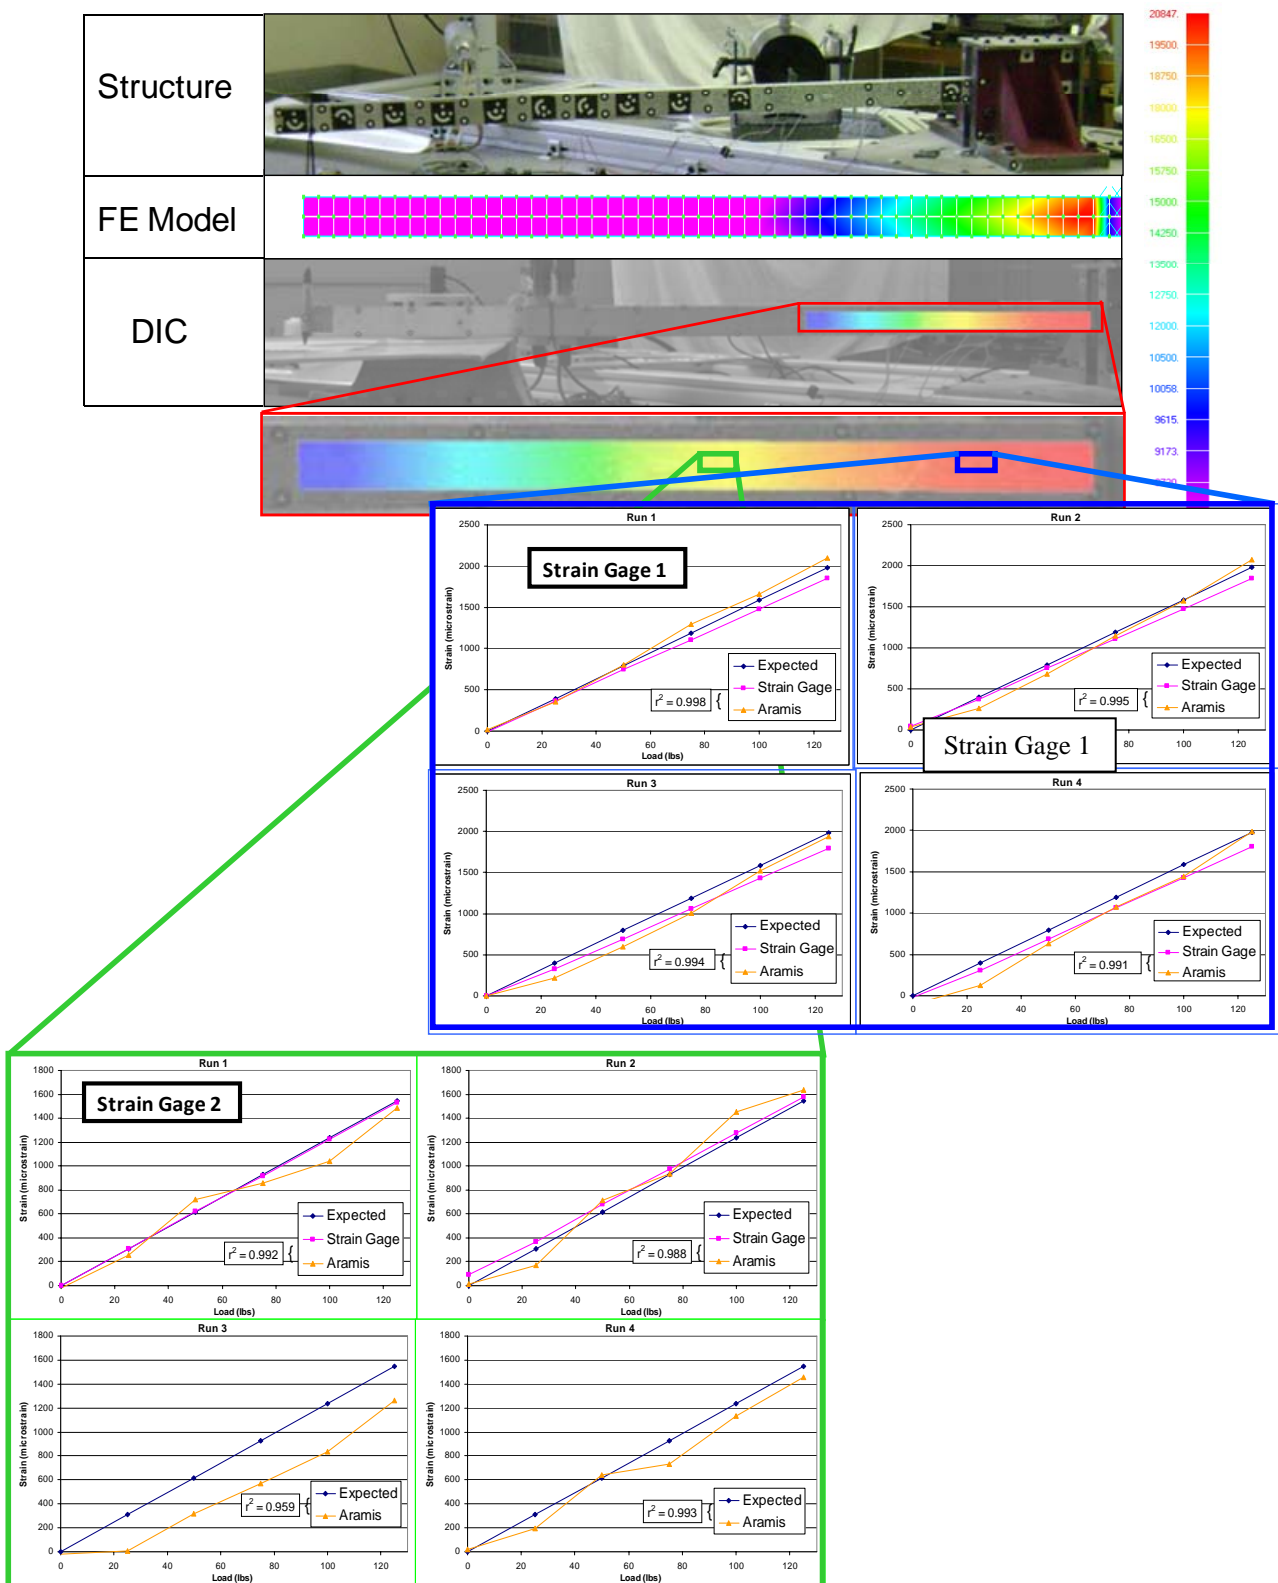 Structure
FE Model
DIC
20847.
19500.
18750.
18000.
16500.
15750.
15000.
14250.
13500.
12750.
12000.
10500.
10058.
9615.
9173.
Run 1
Strain Gage 1
Strain (microstrain)
2500
2000
1500
1000
500
0
Expected
Strain Gage
Aramis
r² = 0.998 {
0 20 40 60 80 100 120
Load (lbs)
Run 2
Strain (microstrain)
2500
2000
1500
1000
500
0
Expected
Strain Gage
Aramis
r² = 0.995 {
0 100 120
Strain Gage 1
Run 3
Strain (microstrain)
2500
2000
1500
1000
500
0
Expected
Strain Gage
Aramis
r² = 0.994 {
0 20 40 60 80 100 120
Load (lbs)
Run 4
Strain (microstrain)
2500
2000
1500
1000
500
0
Expected
Strain Gage
Aramis
r² = 0.991 {
0 20 40 60 80 100 120
Load (lbs)
Run 1
Strain Gage 2
Strain (microstrain)
1800
1600
1400
1200
1000
800
600
400
200
0
Expected
Strain Gage
Aramis
r² = 0.992 {
0 20 40 60 80 100 120
Load (lbs)
Run 2
Strain (microstrain)
1800
1600
1400
1200
1000
800
600
400
200
0
Expected
Strain Gage
Aramis
r² = 0.988 {
0 20 40 60 80 100 120
Load (lbs)
Run 3
Strain (microstrain)
1800
1600
1400
1200
1000
800
600
400
200
0
Expected
Aramis
r² = 0.959 {
0 20 40 60 80 100 120
Load (lbs)
Run 4
Strain (microstrain)
1800
1600
1400
1200
1000
800
600
400
200
0
Expected
Aramis
r² = 0.993 {
0 20 40 60 80 100 120
Load (lbs)